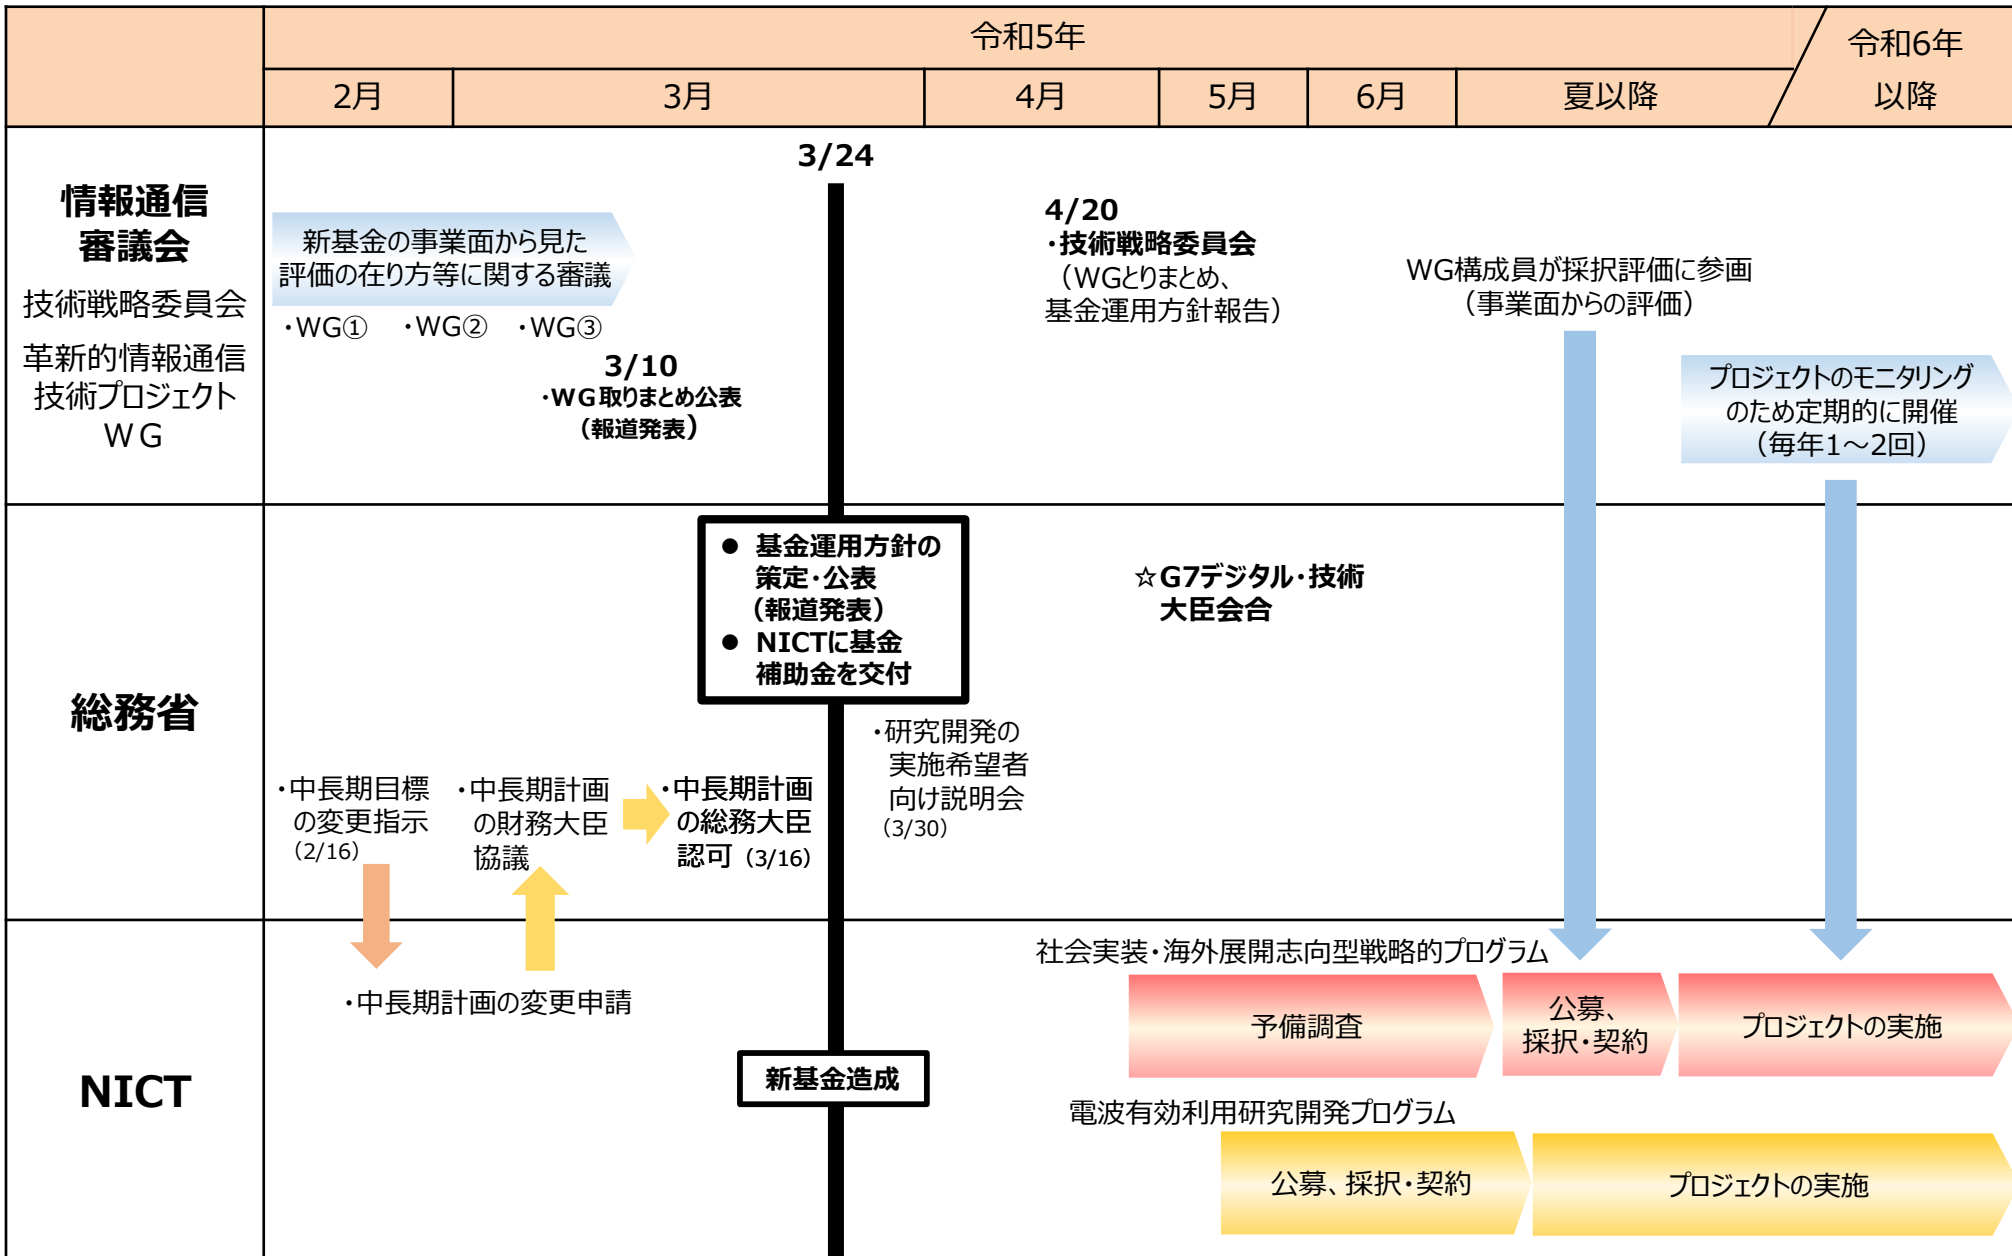 令和5年
令和6年
以降
2月
3月
4月
5月
6月
夏以降
情報通信
審議会
技術戦略委員会
革新的情報通信
技術プロジェクト
ＷＧ
3/24
新基金の事業面から見た
評価の在り方等に関する審議
・WG①
・WG②
・WG③
3/10
・WG取りまとめ公表
（報道発表）
4/20
・技術戦略委員会
（WGとりまとめ、
基金運用方針報告）
WG構成員が採択評価に参画
（事業面からの評価）
プロジェクトのモニタリング
のため定期的に開催
（毎年1～2回）
総務省
● 基金運用方針の
策定・公表
（報道発表）
● NICTに基金
補助金を交付
☆G7デジタル・技術
大臣会合
・研究開発の
実施希望者
向け説明会
（3/30）
・中長期目標
の変更指示
（2/16）
・中長期計画
の財務大臣
協議
・中長期計画
の総務大臣
認可（3/16）
NICT
・中長期計画の変更申請
新基金造成
社会実装・海外展開志向型戦略的プログラム
予備調査
公募、
採択・契約
プロジェクトの実施
電波有効利用研究開発プログラム
公募、採択・契約
プロジェクトの実施